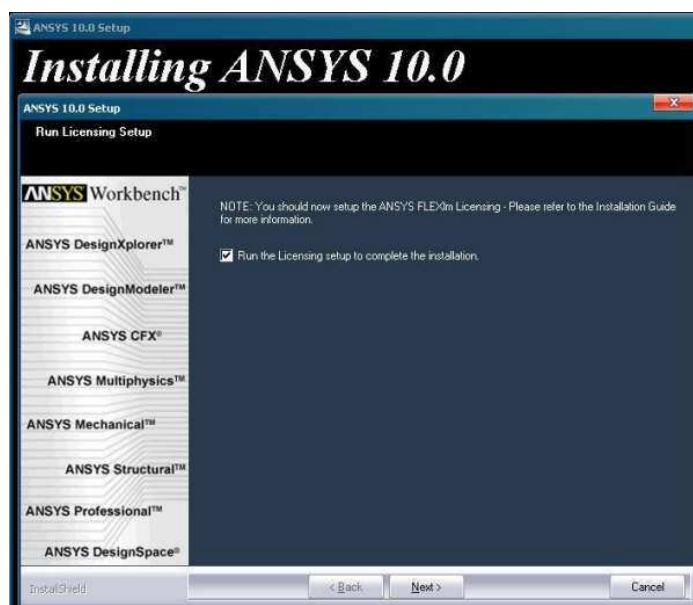 ANSYS 10.0 Setup
Installing ANSYS 10.0
ANSYS 10.0 Setup
X
Run Licensing Setup
ANSYS Workbench™
ANSYS DesignXplorer™
ANSYS DesignModeler™
ANSYS CFX®
ANSYS Multiphysics™
ANSYS Mechanical™
ANSYS Structural™
ANSYS Professional™
ANSYS DesignSpace®
NOTE: You should now setup the ANSYS FLEXlm Licensing - Please refer to the Installation Guide
for more information.
Run the Licensing setup to complete the installation.
InstallShield
< Back
Next >
Cancel